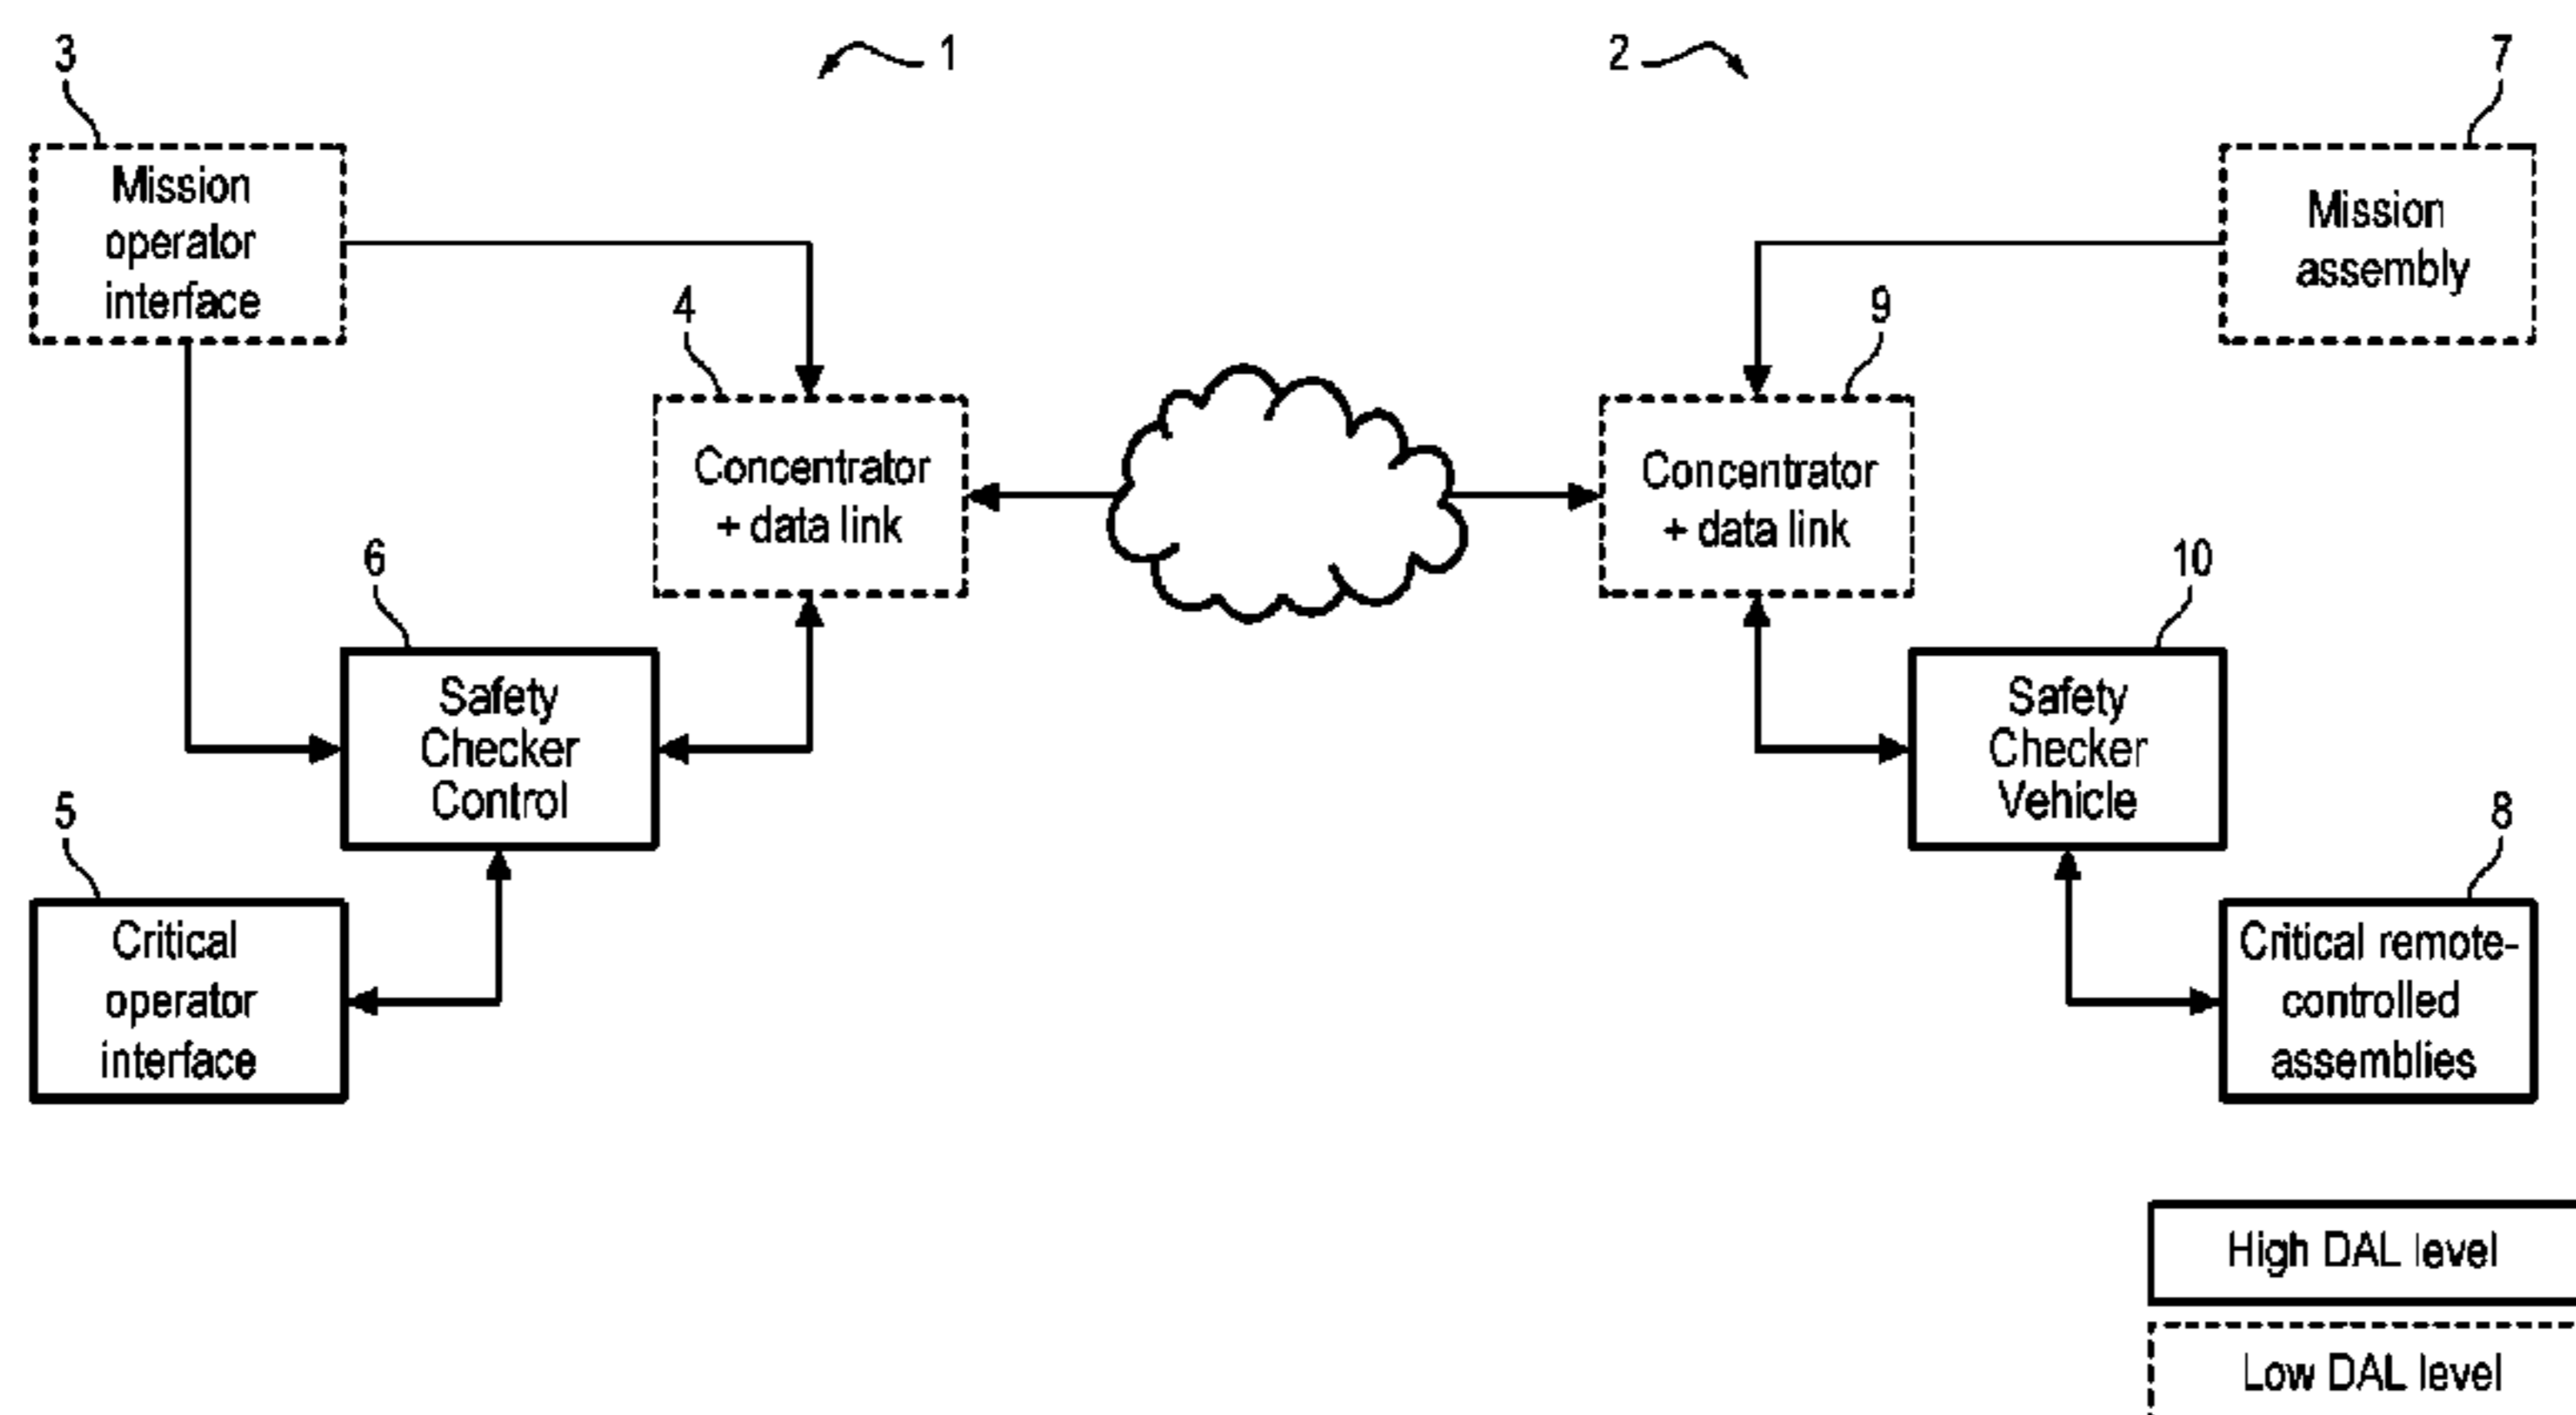 3
1
2
7
Mission
operator
interface
Mission
assembly
4
9
Concentrator
+ data link
Concentrator
+ data link
6
10
Safety
Checker
Control
Safety
Checker
Vehicle
5
8
Critical
operator
interface
Critical remote-
controlled
assemblies
High DAL level
Low DAL level